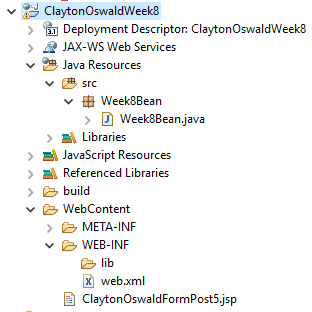 ClaytonOswaldWeek8
Deployment Descriptor: ClaytonOswaldWeek8
JAX-WS Web Services
Java Resources
src
Week8Bean
Week8Bean.java
Libraries
JavaScript Resources
Referenced Libraries
build
WebContent
META-INF
WEB-INF
lib
web.xml
ClaytonOswaldFormPost5.jsp